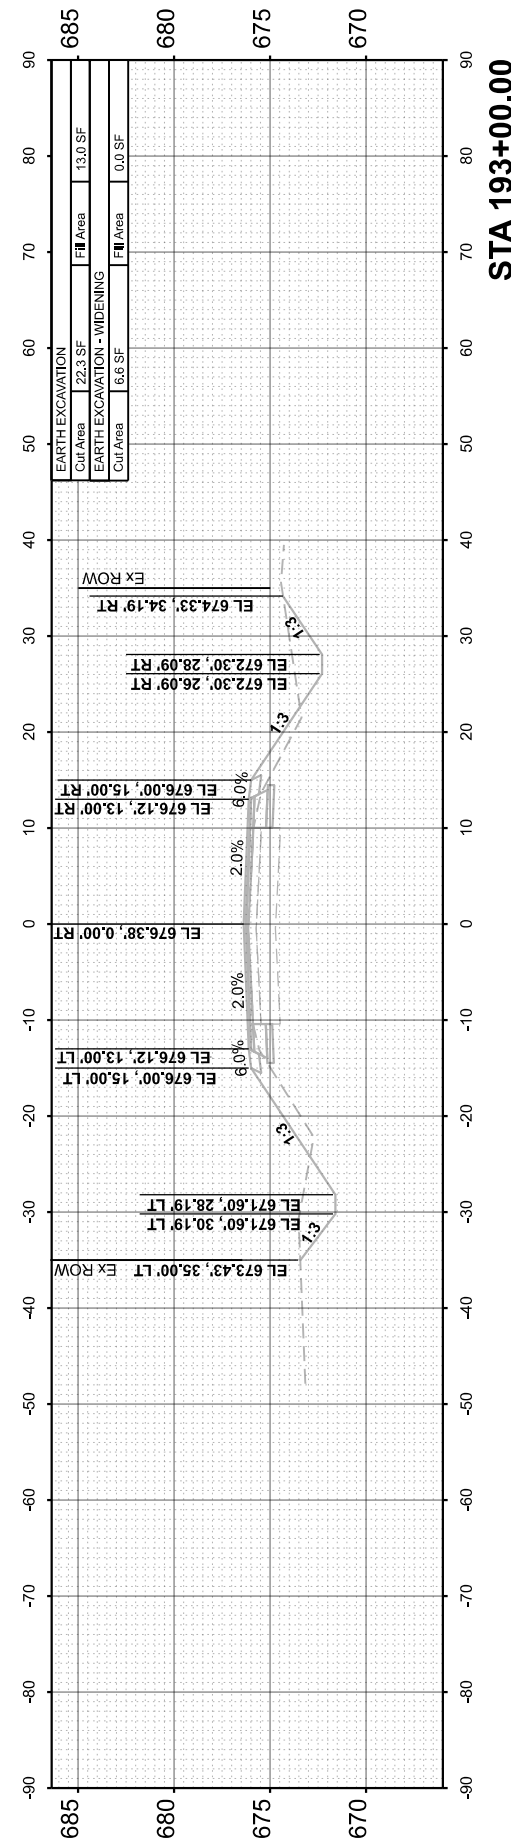 EARTH EXCAVATION
Cut Area 22.3 SF Fill Area 13.0 SF
EARTH EXCAVATION - WIDENING
Cut Area 6.6 SF Fill Area 0.0 SF
685
680
675
670
685
680
675
670
Ex ROW
EL 673.43', 35.00' LT
EL 671.60', 30.19' LT
EL 671.60', 28.19' LT
EL 676.00', 15.00' LT
EL 676.12', 13.00' LT
EL 676.38', 0.00' RT
EL 676.12', 13.00' RT
EL 676.00', 15.00' RT
EL 672.30', 26.09' RT
EL 672.30', 28.09' RT
EL 674.33', 34.19' RT
Ex ROW
1:3
1:3
6.0%
2.0%
2.0%
6.0%
1:3
1:3
-90 -80 -70 -60 -50 -40 -30 -20 -10 0 10 20 30 40 50 60 70 80 90
STA 193+00.00